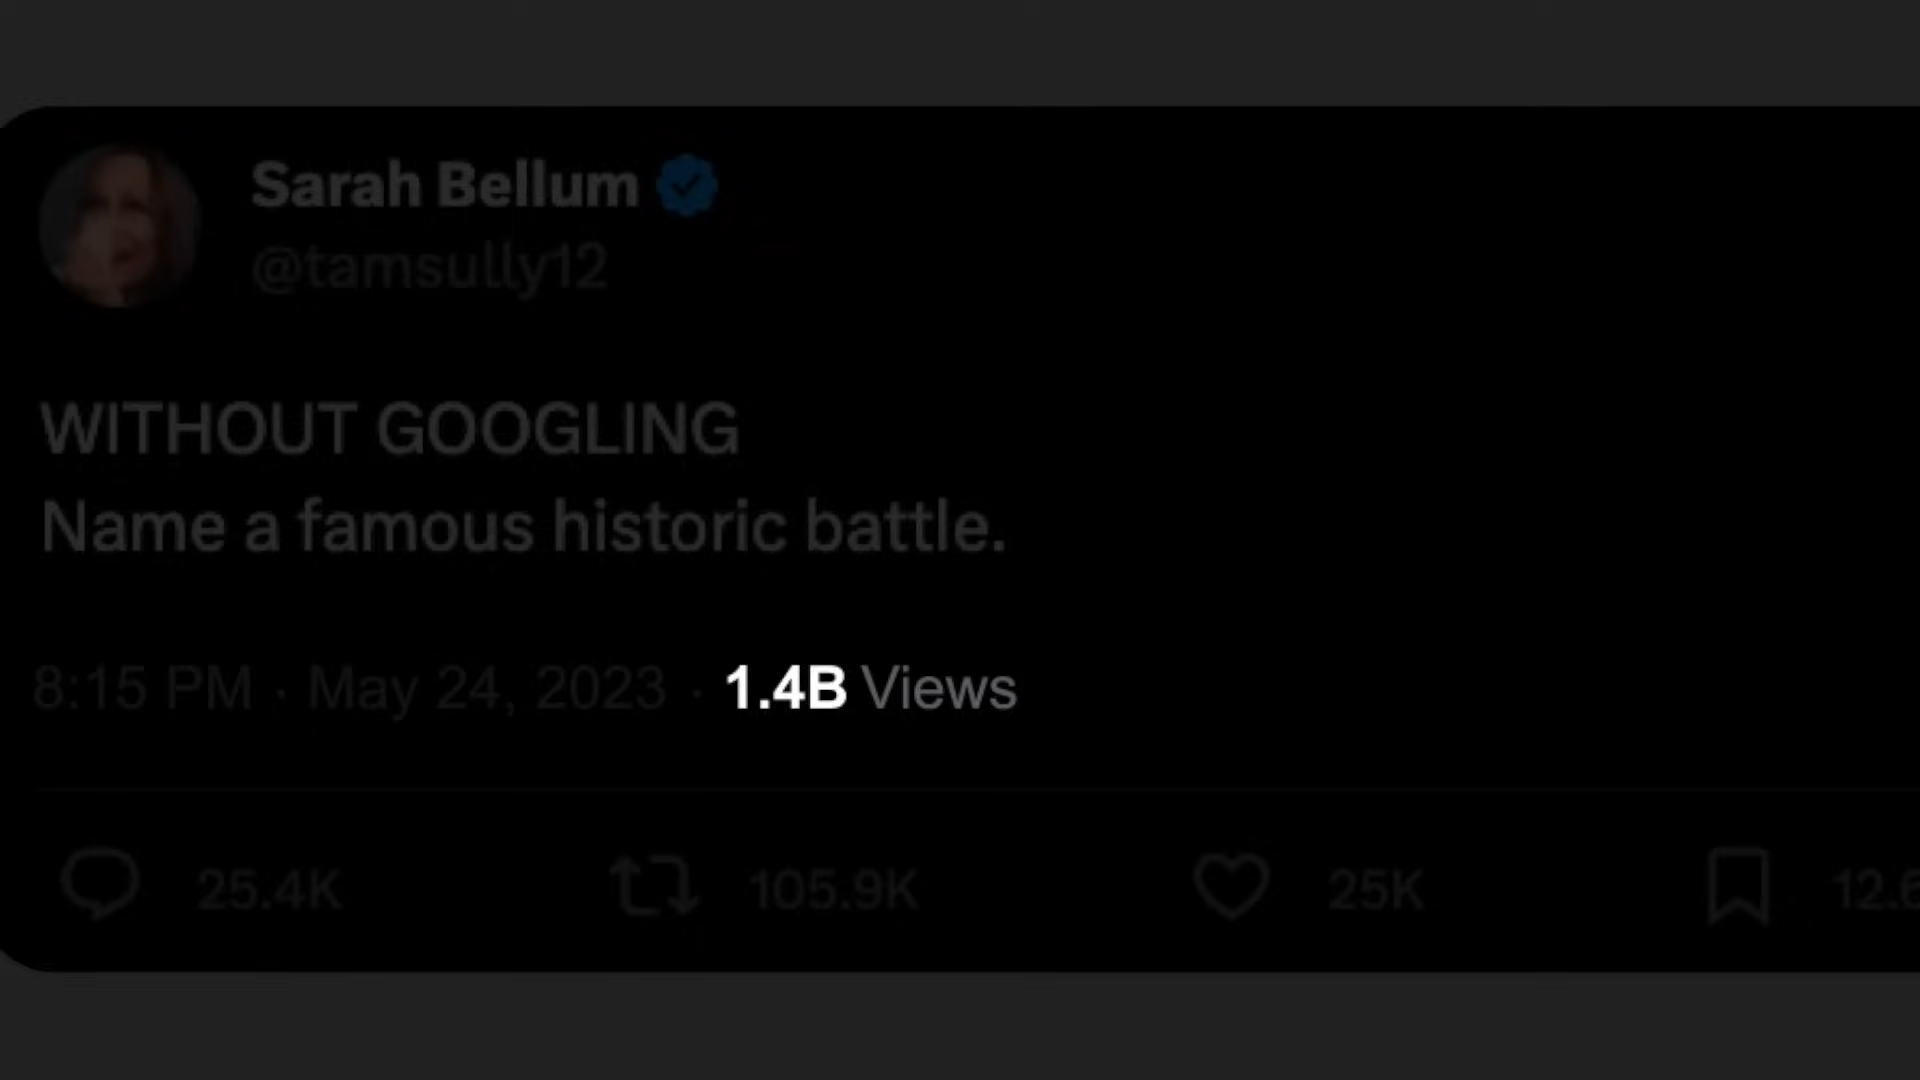 Sarah Bellum
@tamsully12
WITHOUT GOOGLING
Name a famous historic battle.
8:15 PM · May 24, 2023 · 1.4B Views
25.4K 105.9K 25K 12.6